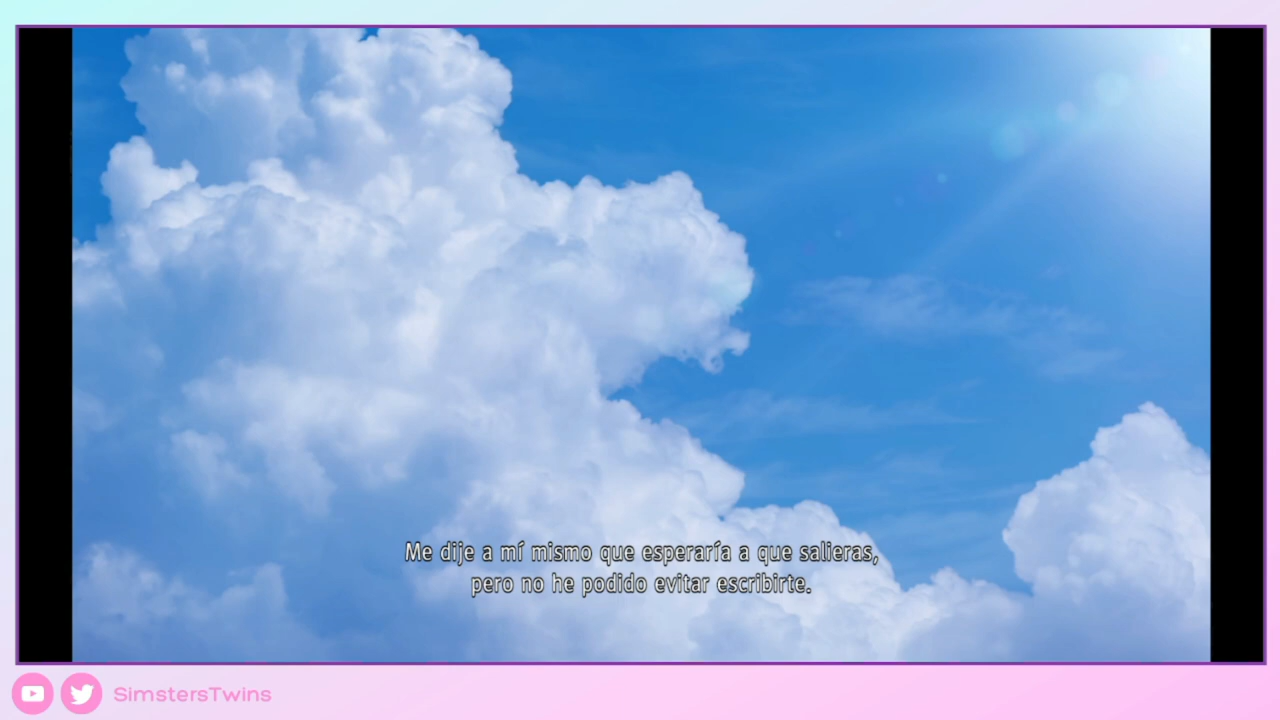 Me dije a mí mismo que esperaría a que salieras,
pero no he podido evitar escribirte.
SimstersTwins